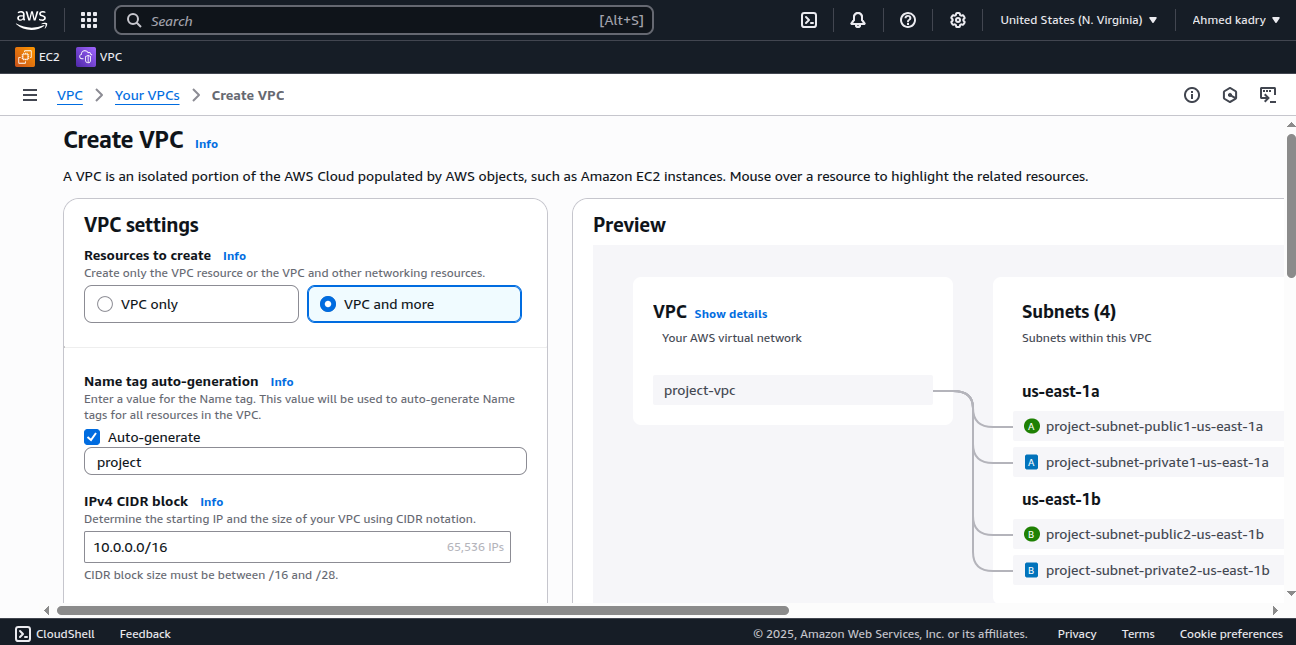 aws
Search [Alt+S]
United States (N. Virginia)
Ahmed kadry
EC2
VPC
VPC
Your VPCs
Create VPC
Create VPC Info
A VPC is an isolated portion of the AWS Cloud populated by AWS objects, such as Amazon EC2 instances. Mouse over a resource to highlight the related resources.
VPC settings
Resources to create Info
Create only the VPC resource or the VPC and other networking resources.
VPC only
VPC and more
Name tag auto-generation Info
Enter a value for the Name tag. This value will be used to auto-generate Name
tags for all resources in the VPC.
Auto-generate
project
IPv4 CIDR block Info
Determine the starting IP and the size of your VPC using CIDR notation.
10.0.0.0/16 65,536 IPs
CIDR block size must be between /16 and /28.
Preview
VPC Show details
Your AWS virtual network
project-vpc
Subnets (4)
Subnets within this VPC
us-east-1a
A project-subnet-public1-us-east-1a
A project-subnet-private1-us-east-1a
us-east-1b
B project-subnet-public2-us-east-1b
B project-subnet-private2-us-east-1b
CloudShell
Feedback
© 2025, Amazon Web Services, Inc. or its affiliates.
Privacy
Terms
Cookie preferences